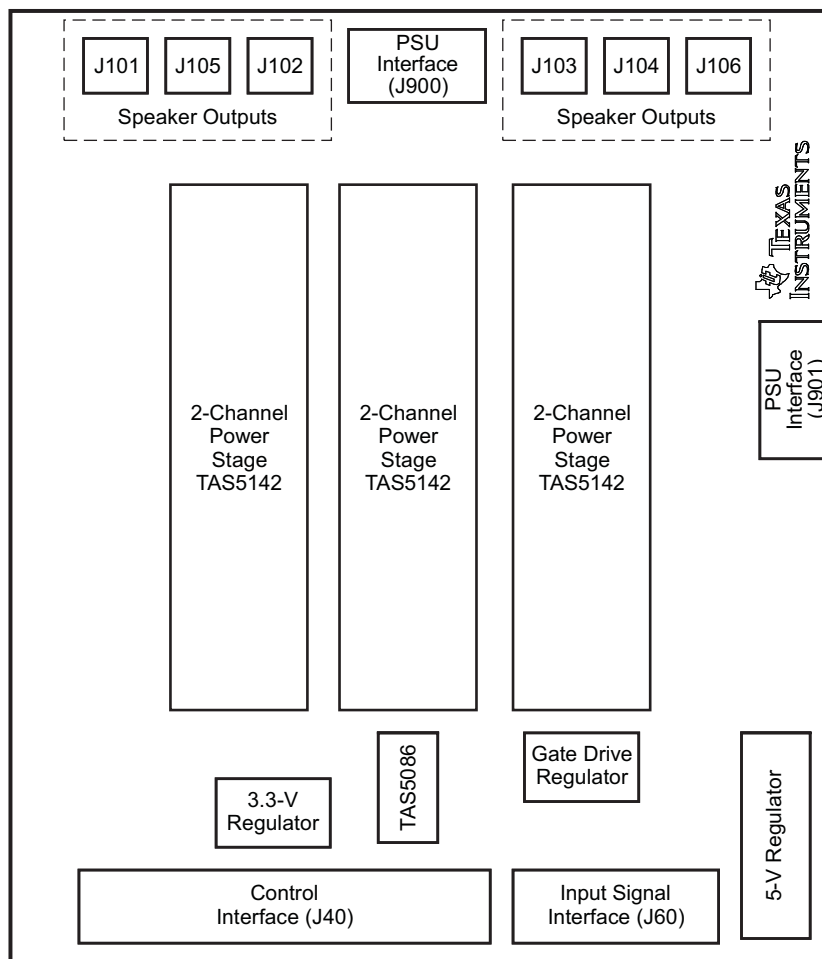 J101
J105
J102
Speaker Outputs
PSU
Interface
(J900)
J103
J104
J106
Speaker Outputs
TEXAS
INSTRUMENTS
PSU
Interface
(J901)
2-Channel
Power
Stage
TAS5142
2-Channel
Power
Stage
TAS5142
2-Channel
Power
Stage
TAS5142
3.3-V
Regulator
TAS5086
Gate Drive
Regulator
5-V Regulator
Control
Interface (J40)
Input Signal
Interface (J60)